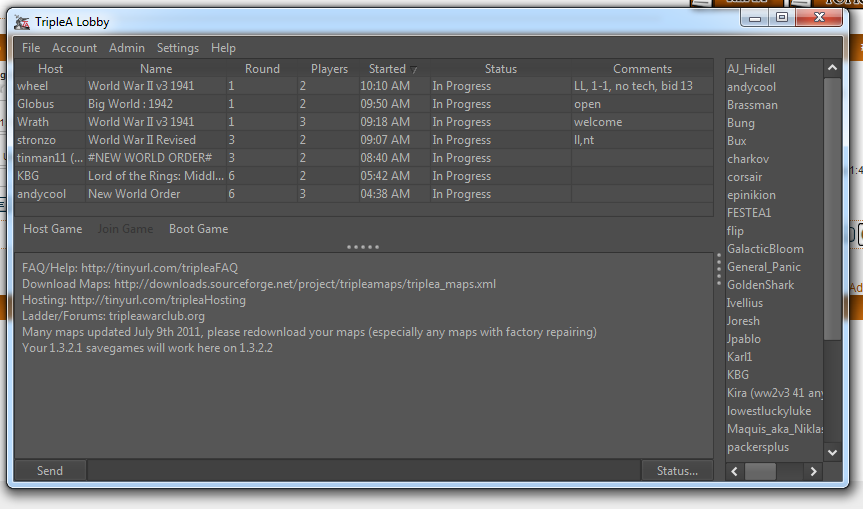 TripleA Lobby
File Account Admin Settings Help
Host Name Round Players Started Status Comments
wheel World War II v3 1941 1 2 10:10 AM In Progress LL, 1-1, no tech, bid 13
Globus Big World : 1942 1 2 09:50 AM In Progress open
Wrath World War II v3 1941 1 3 09:18 AM In Progress welcome
stronzo World War II Revised 3 2 09:07 AM In Progress ll,nt
tinman11 (... #NEW WORLD ORDER# 3 2 08:40 AM In Progress
KBG Lord of the Rings: Middl... 6 2 05:42 AM In Progress
andycool New World Order 6 3 04:38 AM In Progress
Host Game Join Game Boot Game
FAQ/Help: http://tinyurl.com/tripleaFAQ
Download Maps: http://downloads.sourceforge.net/project/tripleamaps/triplea_maps.xml
Hosting: http://tinyurl.com/tripleaHosting
Ladder/Forums: tripleawarclub.org
Many maps updated July 9th 2011, please redownload your maps (especially any maps with factory repairing)
Your 1.3.2.1 savegames will work here on 1.3.2.2
Send Status...
AJ_Hidell
andycool
Brassman
Bung
Bux
charkov
corsair
epinikion
FESTEA1
flip
GalacticBloom
General_Panic
GoldenShark
Ivellius
Joresh
Jpablo
Karl1
KBG
Kira (ww2v3 41 any
lowestluckyluke
Maquis_aka_Niklas
packersplus